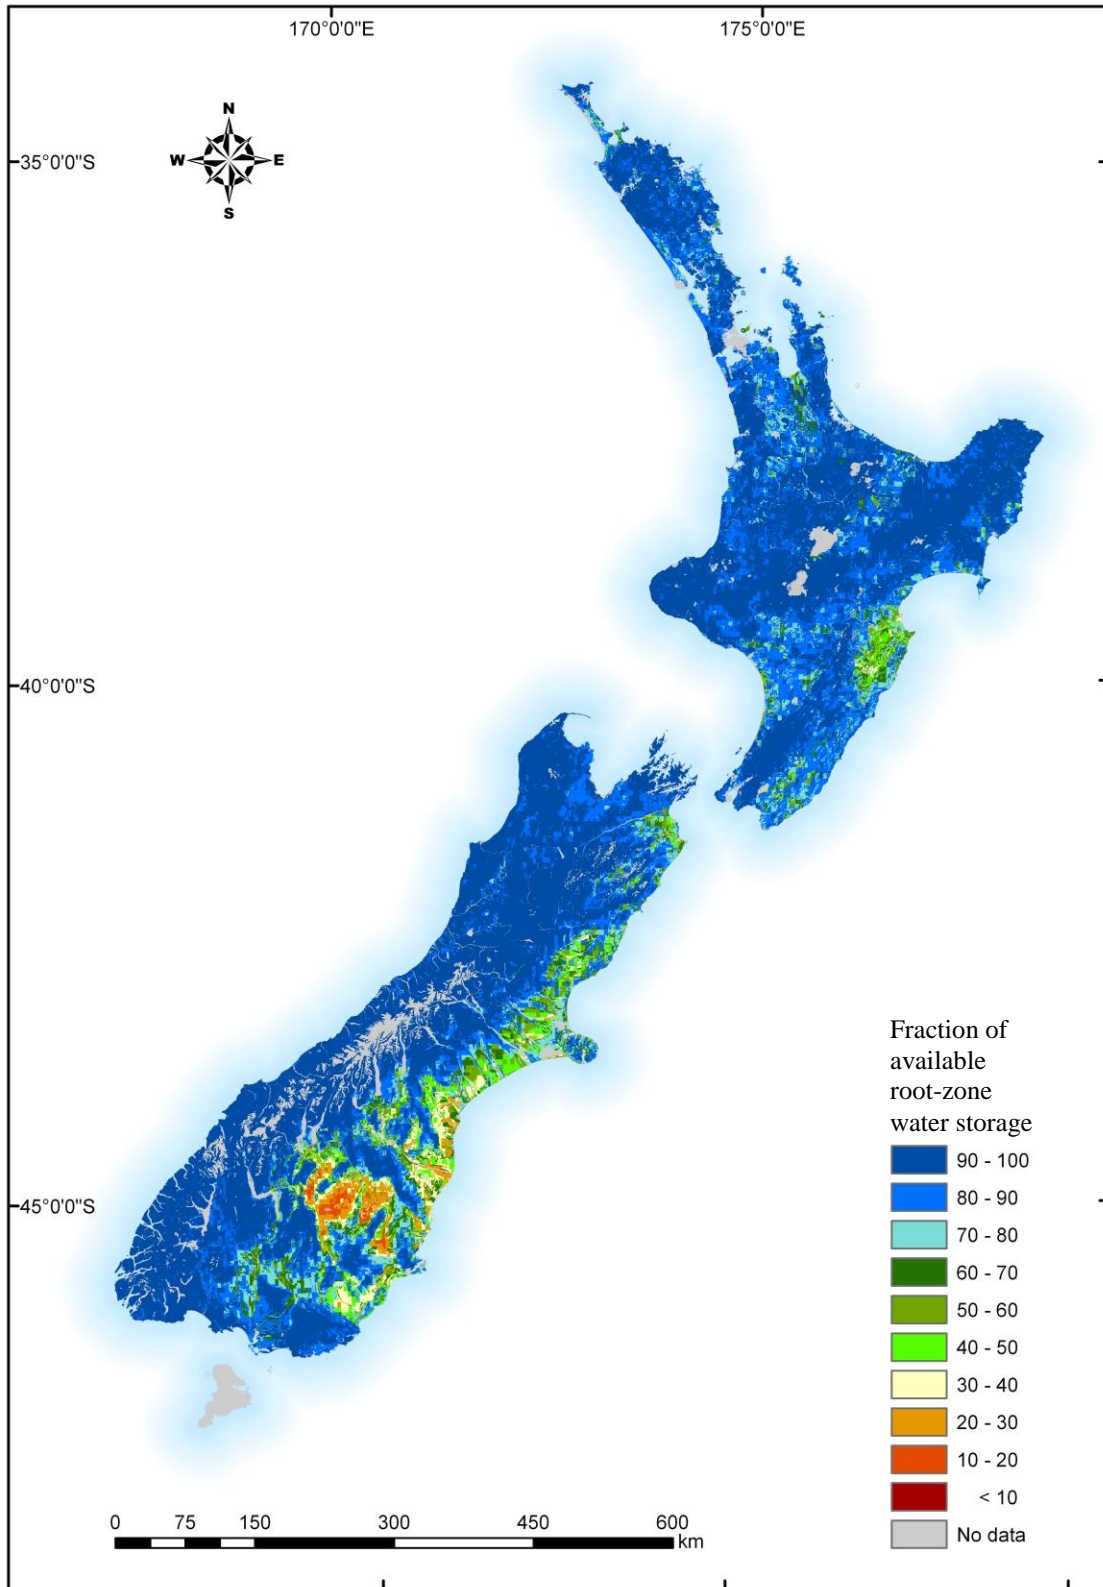 170°0'0"E
175°0'0"E
N
W
E
S
35°0'0"S
40°0'0"S
45°0'0"S
Fraction of
available
root-zone
water storage
90 - 100
80 - 90
70 - 80
60 - 70
50 - 60
40 - 50
30 - 40
20 - 30
10 - 20
< 10
No data
0 75 150 300 450 600
km